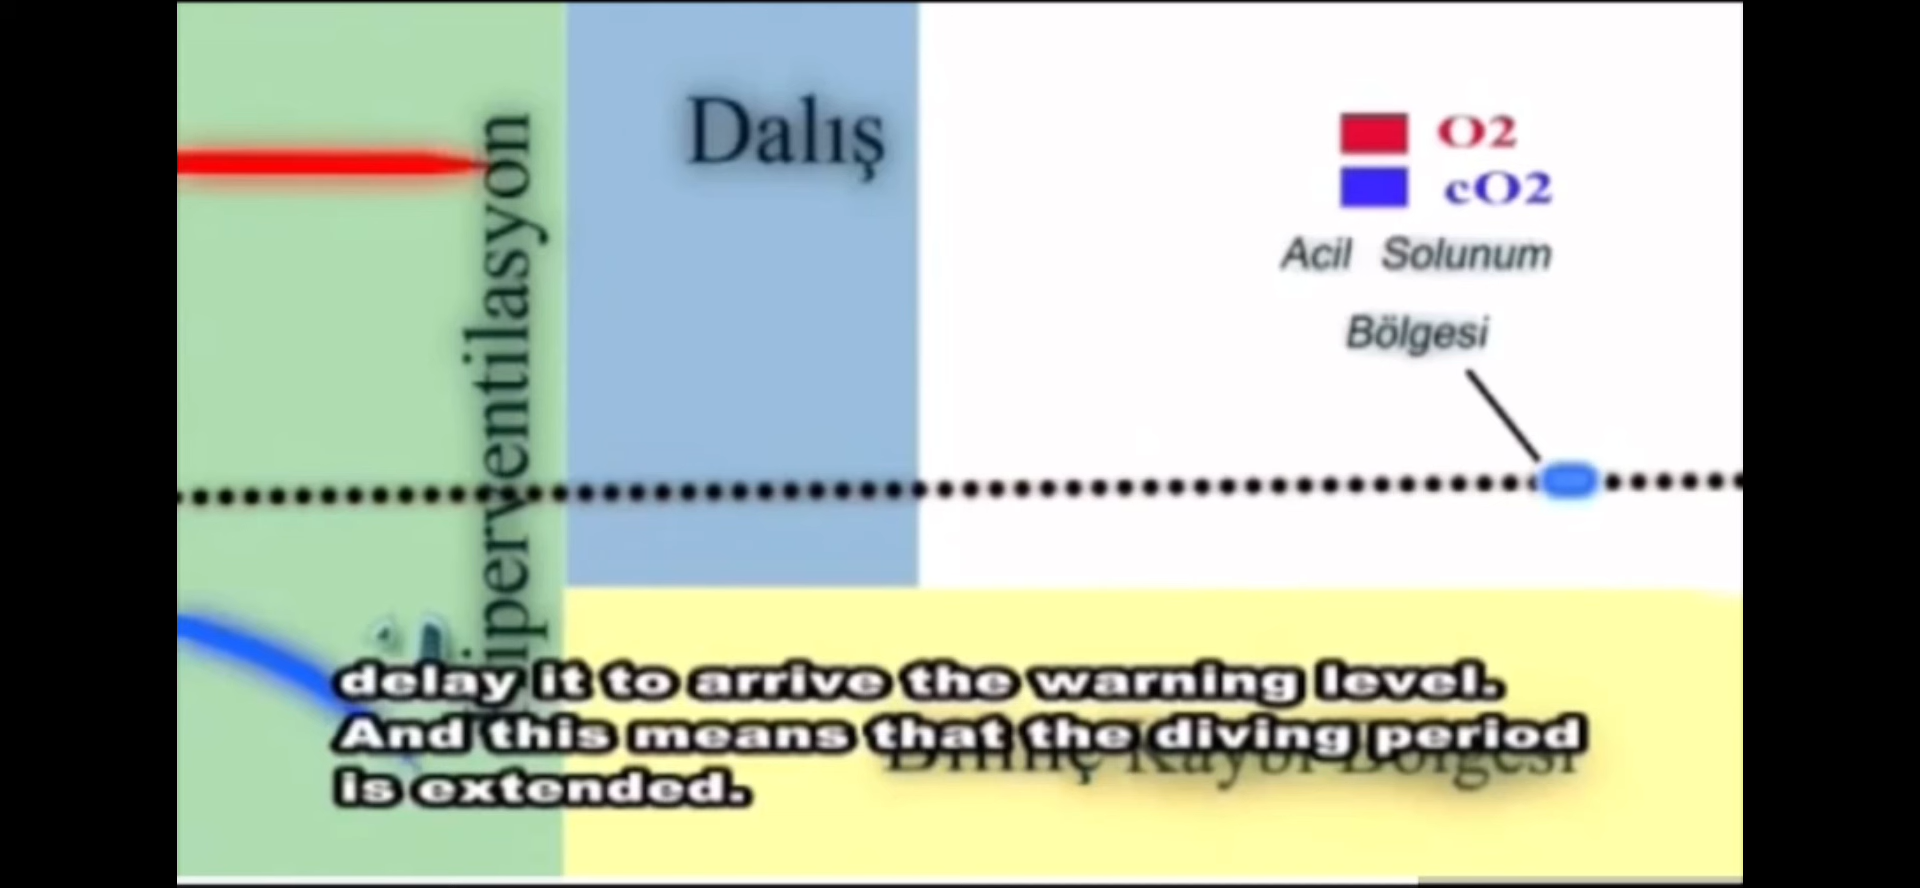 Dalış
O2
cO2
Acil Solunum
Bölgesi
delay it to arrive the warning level.
And this means that the diving period
is extended.